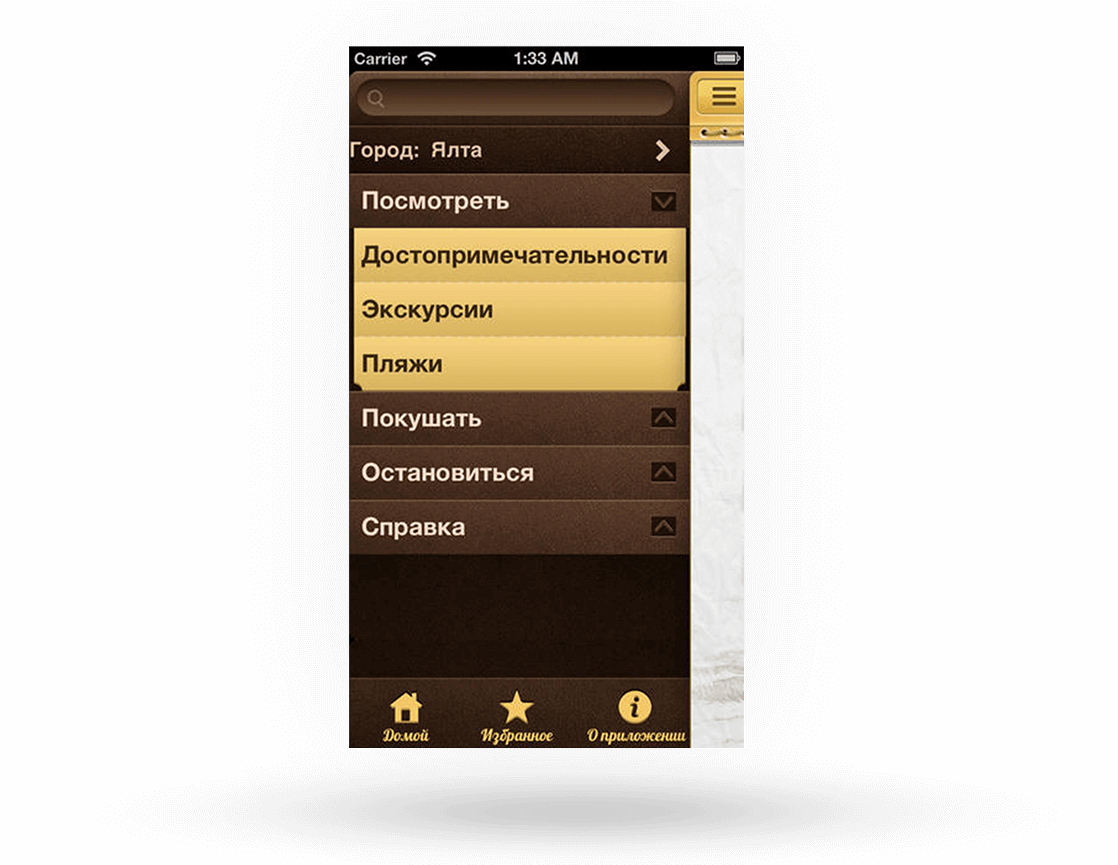 Carrier 1:33 AM
Город: Ялта
Посмотреть
Достопримечательности
Экскурсии
Пляжи
Покушать
Остановиться
Справка
Домой Избранное О приложении